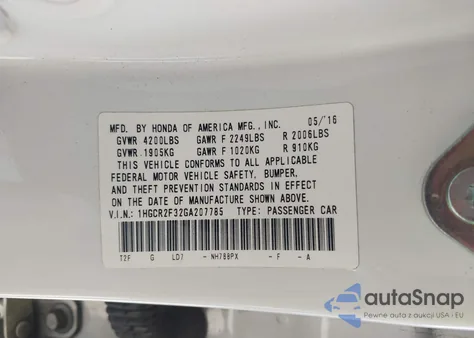 MFD. BY HONDA OF AMERICA MFG., INC. 05/'16
GVWR 4200LBS GAWR F 2249LBS R 2006LBS
GVWR 1905KG GAWR F 1020KG R 910KG
THIS VEHICLE CONFORMS TO ALL APPLICABLE
FEDERAL MOTOR VEHICLE SAFETY, BUMPER,
AND THEFT PREVENTION STANDARDS IN EFFECT
ON THE DATE OF MANUFACTURE SHOWN ABOVE.
V.I.N.: 1HGCR2F32GA207785 TYPE: PASSENGER CAR
T2F G LD7 - NH788PX - F - A
autoSnap
Pewne auta z aukcji USA i EU